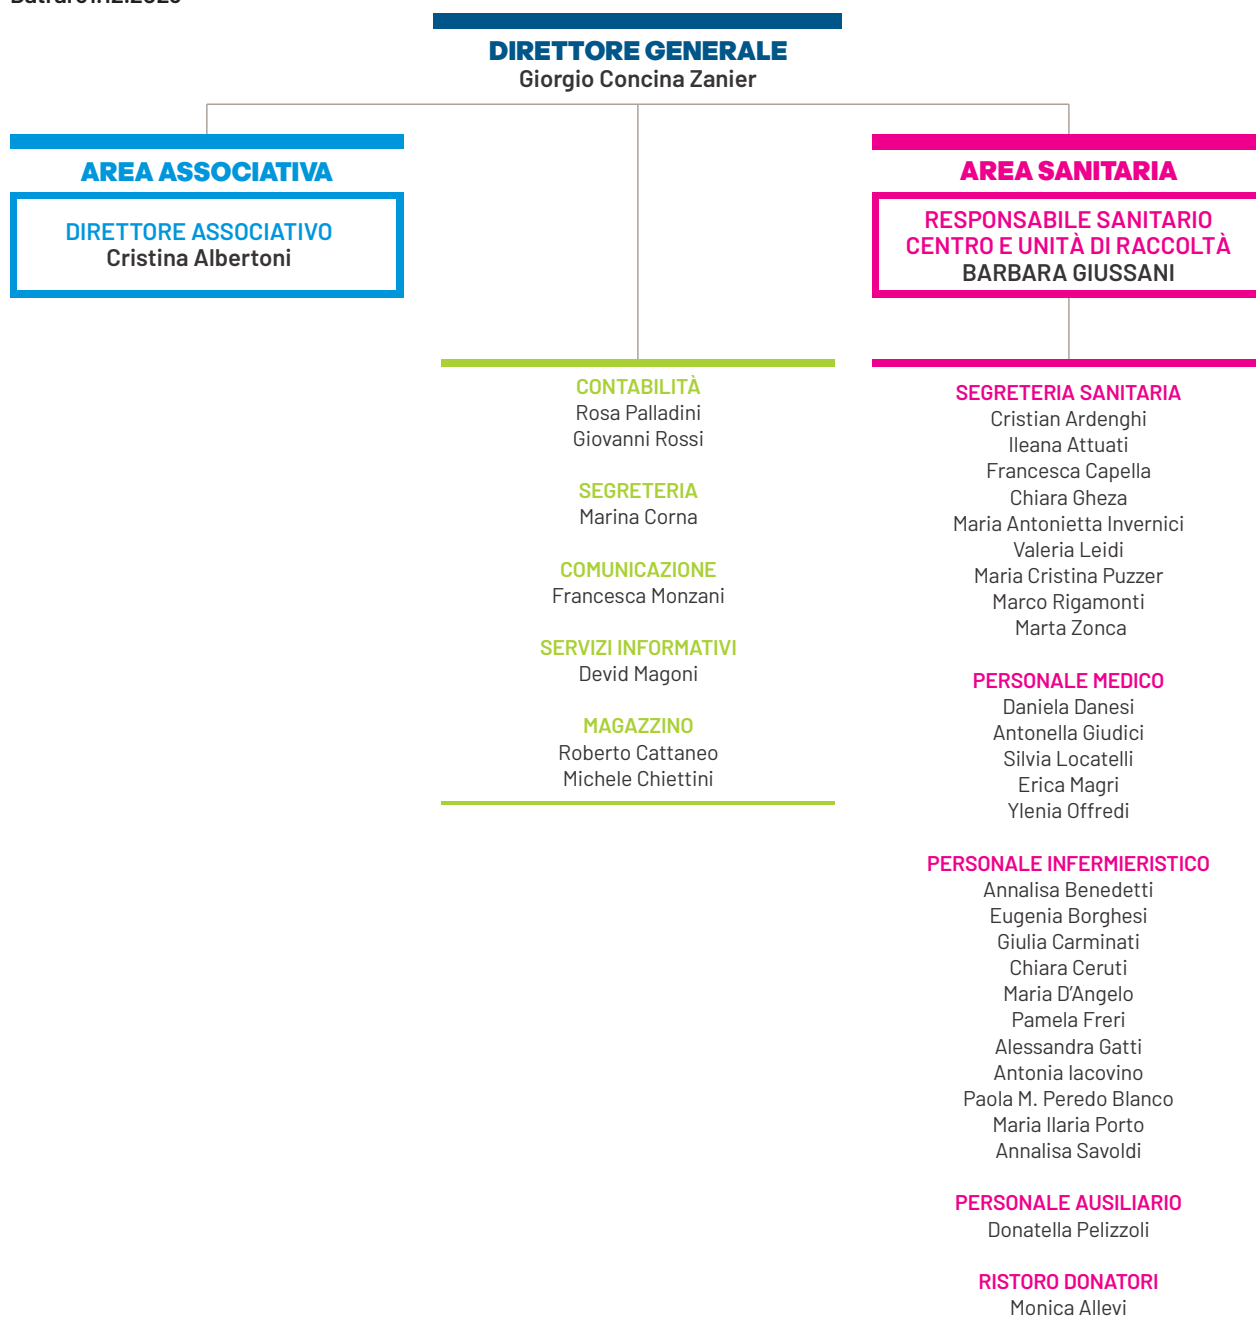 DIRETTORE GENERALE
Giorgio Concina Zanier
AREA ASSOCIATIVA
DIRETTORE ASSOCIATIVO
Cristina Albertoni
AREA SANITARIA
RESPONSABILE SANITARIO
CENTRO E UNITÀ DI RACCOLTÀ
BARBARA GIUSSANI
CONTABILITÀ
Rosa Palladini
Giovanni Rossi
SEGRETERIA
Marina Corna
COMUNICAZIONE
Francesca Monzani
SERVIZI INFORMATIVI
Devid Magoni
MAGAZZINO
Roberto Cattaneo
Michele Chiettini
SEGRETERIA SANITARIA
Cristian Ardenghi
Ileana Attuati
Francesca Capella
Chiara Gheza
Maria Antonietta Invernici
Valeria Leidi
Maria Cristina Puzzer
Marco Rigamonti
Marta Zonca
PERSONALE MEDICO
Daniela Danesi
Antonella Giudici
Silvia Locatelli
Erica Magri
Ylenia Offredi
PERSONALE INFERMIERISTICO
Annalisa Benedetti
Eugenia Borghesi
Giulia Carminati
Chiara Ceruti
Maria D’Angelo
Pamela Freri
Alessandra Gatti
Antonia Iacovino
Paola M. Peredo Blanco
Maria Ilaria Porto
Annalisa Savoldi
PERSONALE AUSILIARIO
Donatella Pelizzoli
RISTORO DONATORI
Monica Allevi